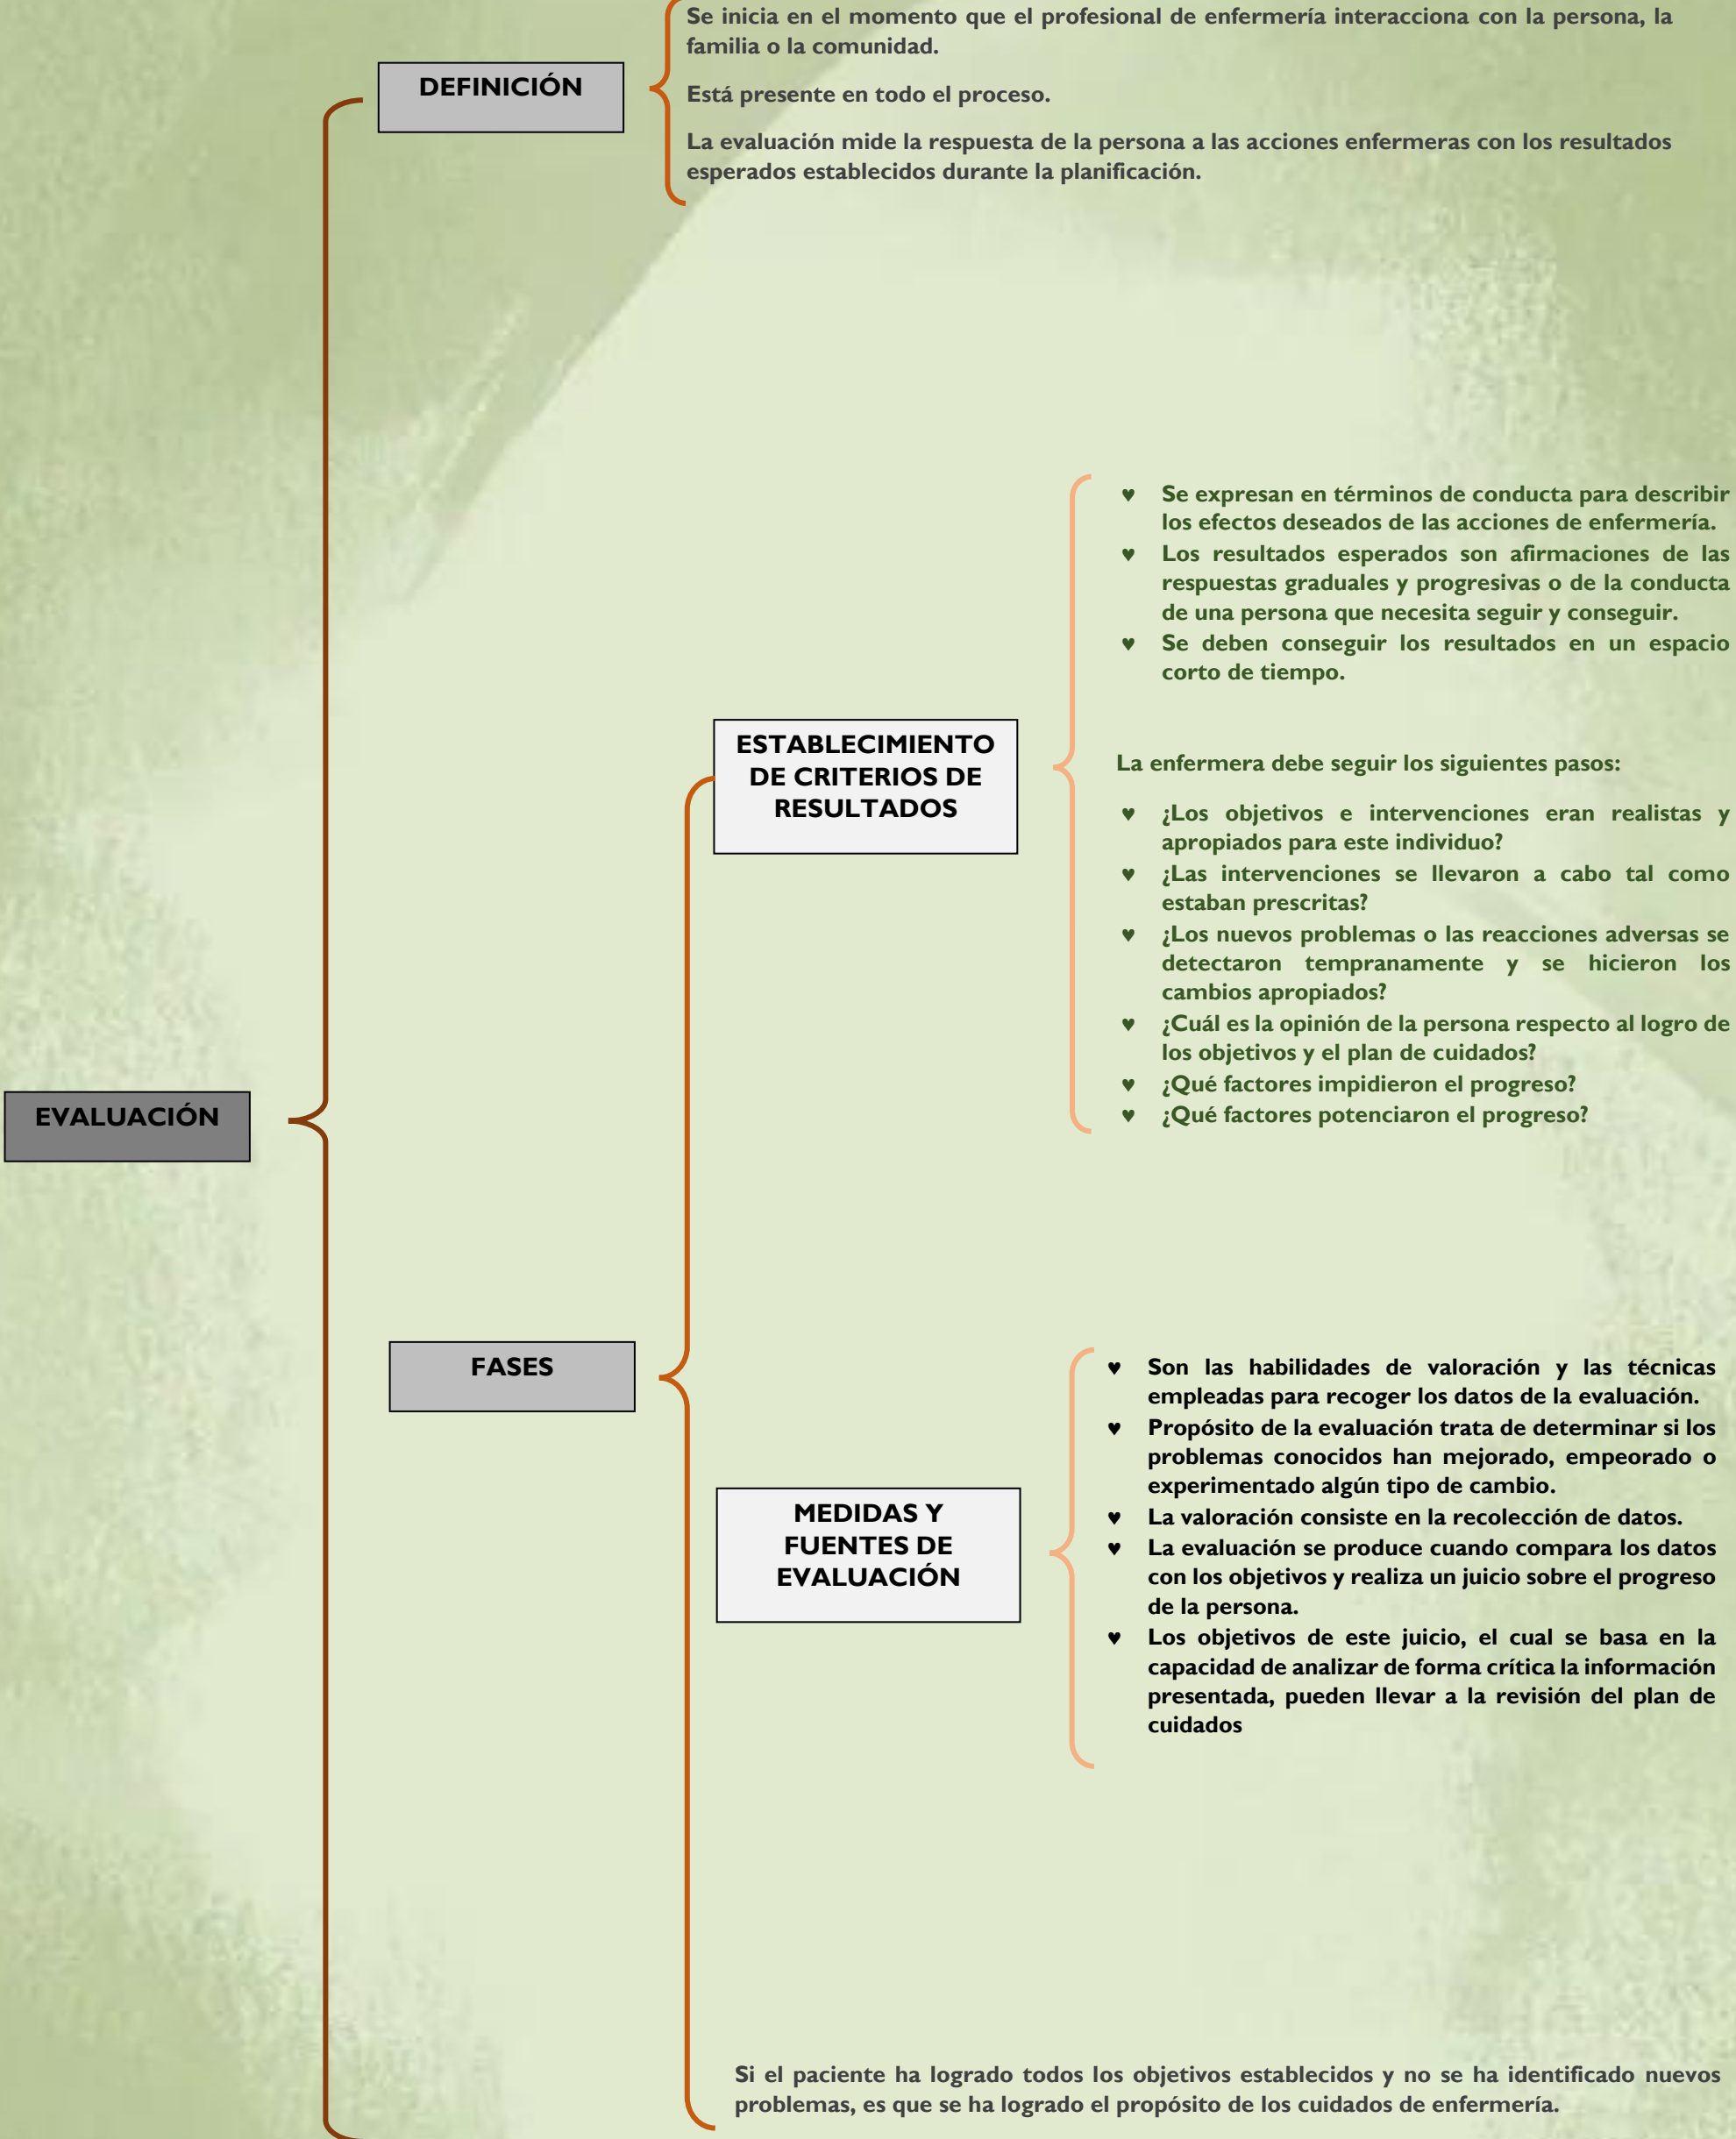 DEFINICIÓN
Se inicia en el momento que el profesional de enfermería interacciona con la persona, la
familia o la comunidad.
Está presente en todo el proceso.
La evaluación mide la respuesta de la persona a las acciones enfermeras con los resultados
esperados establecidos durante la planificación.
EVALUACIÓN
FASES
ESTABLECIMIENTO
DE CRITERIOS DE
RESULTADOS
♥ Se expresan en términos de conducta para describir
los efectos deseados de las acciones de enfermería.
♥ Los resultados esperados son afirmaciones de las
respuestas graduales y progresivas o de la conducta
de una persona que necesita seguir y conseguir.
♥ Se deben conseguir los resultados en un espacio
corto de tiempo.
La enfermera debe seguir los siguientes pasos:
♥ ¿Los objetivos e intervenciones eran realistas y
apropiados para este individuo?
♥ ¿Las intervenciones se llevaron a cabo tal como
estaban prescritas?
♥ ¿Los nuevos problemas o las reacciones adversas se
detectaron tempranamente y se hicieron los
cambios apropiados?
♥ ¿Cuál es la opinión de la persona respecto al logro de
los objetivos y el plan de cuidados?
♥ ¿Qué factores impidieron el progreso?
♥ ¿Qué factores potenciaron el progreso?
MEDIDAS Y
FUENTES DE
EVALUACIÓN
♥ Son las habilidades de valoración y las técnicas
empleadas para recoger los datos de la evaluación.
♥ Propósito de la evaluación trata de determinar si los
problemas conocidos han mejorado, empeorado o
experimentado algún tipo de cambio.
♥ La valoración consiste en la recolección de datos.
♥ La evaluación se produce cuando compara los datos
con los objetivos y realiza un juicio sobre el progreso
de la persona.
♥ Los objetivos de este juicio, el cual se basa en la
capacidad de analizar de forma crítica la información
presentada, pueden llevar a la revisión del plan de
cuidados
Si el paciente ha logrado todos los objetivos establecidos y no se ha identificado nuevos
problemas, es que se ha logrado el propósito de los cuidados de enfermería.